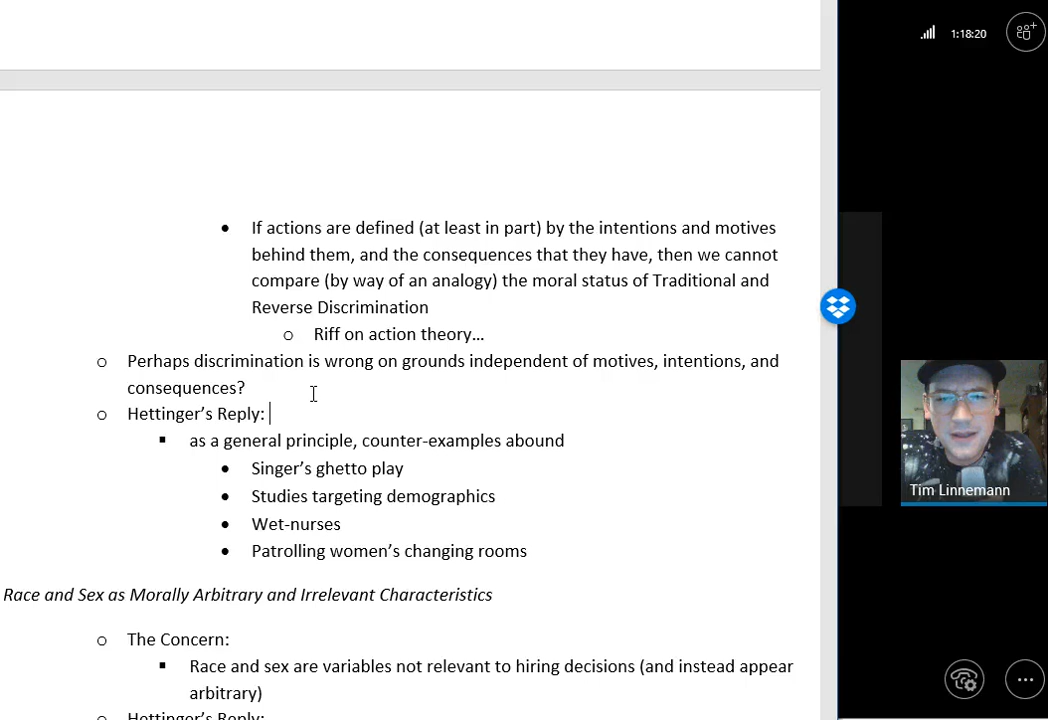 1:18:20
• If actions are defined (at least in part) by the intentions and motives
behind them, and the consequences that they have, then we cannot
compare (by way of an analogy) the moral status of Traditional and
Reverse Discrimination
o Riff on action theory...
o Perhaps discrimination is wrong on grounds independent of motives, intentions, and
consequences?
o Hettinger’s Reply:
▪ as a general principle, counter-examples abound
• Singer’s ghetto play
• Studies targeting demographics
• Wet-nurses
• Patrolling women’s changing rooms
Tim Linnemann
Race and Sex as Morally Arbitrary and Irrelevant Characteristics
o The Concern:
▪ Race and sex are variables not relevant to hiring decisions (and instead appear
arbitrary)
o Hettinger’s Reply: